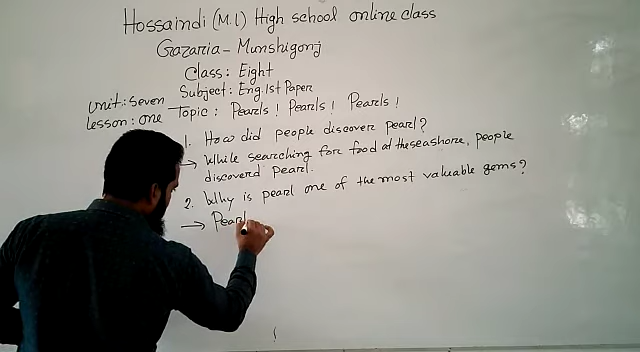 Hossaindi (M.L) High school online class
Gazaria - Munshigonj
Class: Eight
Subject: Eng.1st Paper
Unit: Seven
Lesson: one
Topic: Pearls! Pearls! Pearls!
1. How did people discover pearl?
→ While searching for food at the seashore, people
discovered pearl.
2. Why is pearl one of the most valuable gems?
→ Pearl